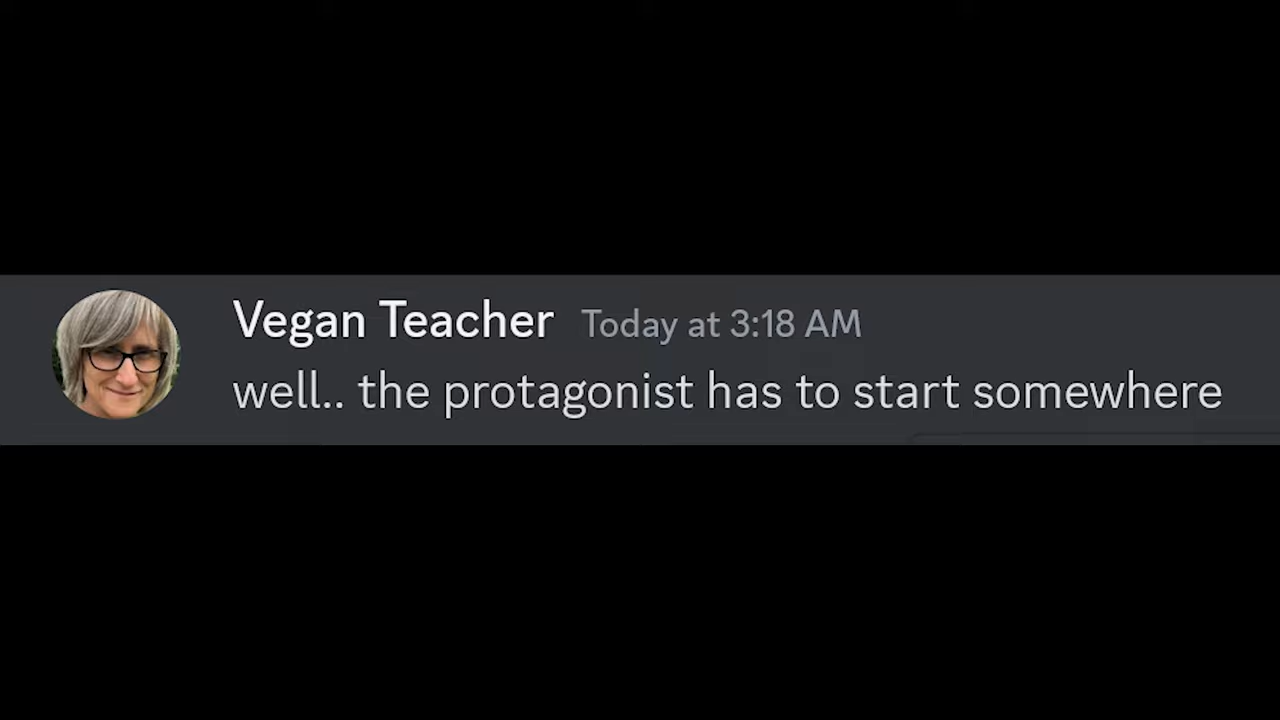 Vegan Teacher Today at 3:18 AM
well.. the protagonist has to start somewhere